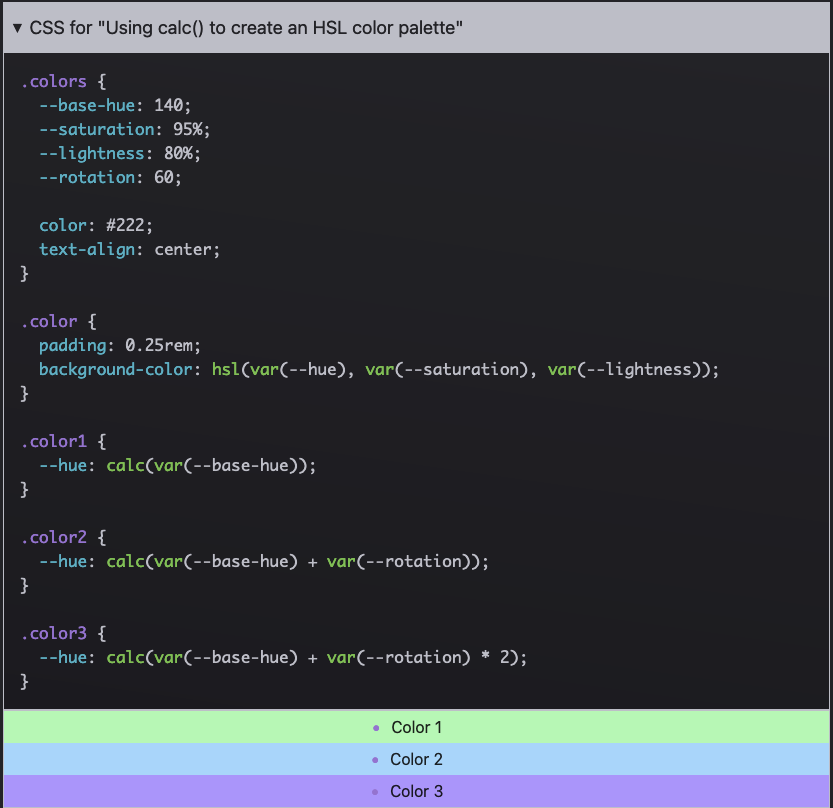 ▼ CSS for "Using calc() to create an HSL color palette"
.colors {
  --base-hue: 140;
  --saturation: 95%;
  --lightness: 80%;
  --rotation: 60;

  color: #222;
  text-align: center;
}

.color {
  padding: 0.25rem;
  background-color: hsl(var(--hue), var(--saturation), var(--lightness));
}

.color1 {
  --hue: calc(var(--base-hue));
}

.color2 {
  --hue: calc(var(--base-hue) + var(--rotation));
}

.color3 {
  --hue: calc(var(--base-hue) + var(--rotation) * 2);
}
• Color 1
• Color 2
• Color 3